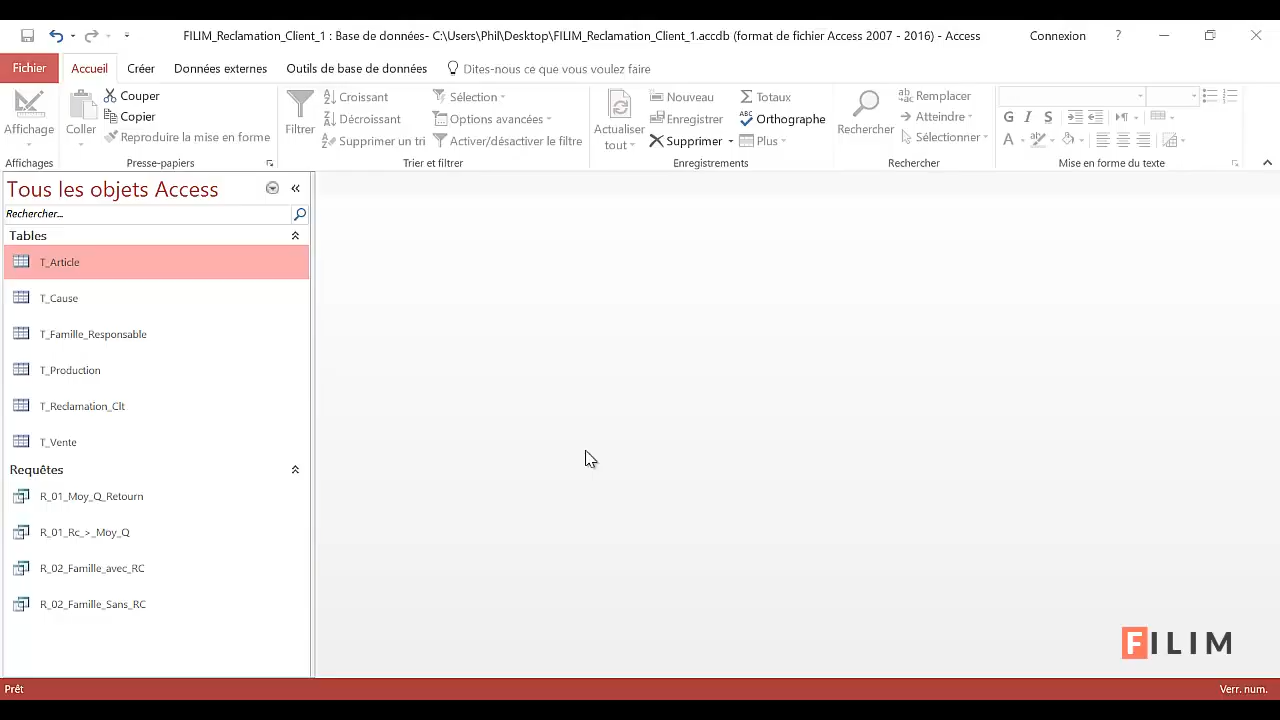 FILIM_Reclamation_Client_1 : Base de données- C:\Users\Phil\Desktop\FILIM_Reclamation_Client_1.accdb (format de fichier Access 2007 - 2016) - Access
Connexion ?
Fichier Accueil Créer Données externes Outils de base de données Dites-nous ce que vous voulez faire
Affichage
Affichages
Coller
Couper
Copier
Reproduire la mise en forme
Presse-papiers
Filtrer
Croissant
Décroissant
Supprimer un tri
Sélection
Options avancées
Activer/désactiver le filtre
Trier et filtrer
Actualiser
tout
Nouveau
Enregistrer
Supprimer
Totaux
Orthographe
Plus
Enregistrements
Rechercher
Remplacer
Atteindre
Sélectionner
Rechercher
G I S
A
Mise en forme du texte
Tous les objets Access
Rechercher...
Tables
T_Article
T_Cause
T_Famille_Responsable
T_Production
T_Reclamation_Clt
T_Vente
Requêtes
R_01_Moy_Q_Retourn
R_01_Rc_>_Moy_Q
R_02_Famille_avec_RC
R_02_Famille_Sans_RC
FILIM
Prêt
Verr. num.